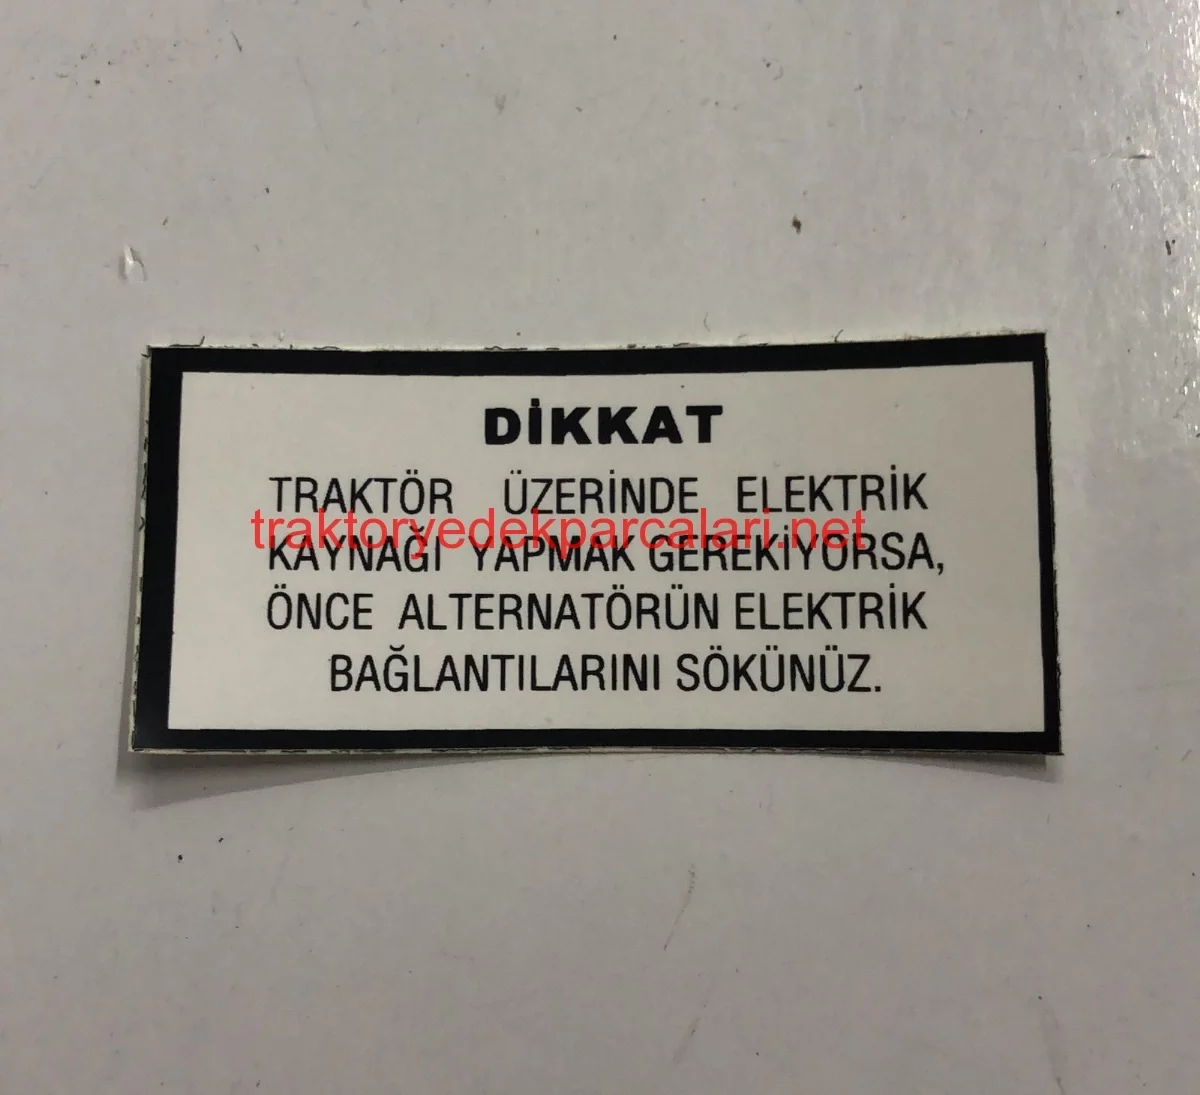 DİKKAT
TRAKTÖR ÜZERİNDE ELEKTRİK
traktoryedekparcalari.net
KAYNAĞI YAPMAK GEREKİYORSA,
ÖNCE ALTERNATÖRÜN ELEKTRİK
BAĞLANTILARINI SÖKÜNÜZ.